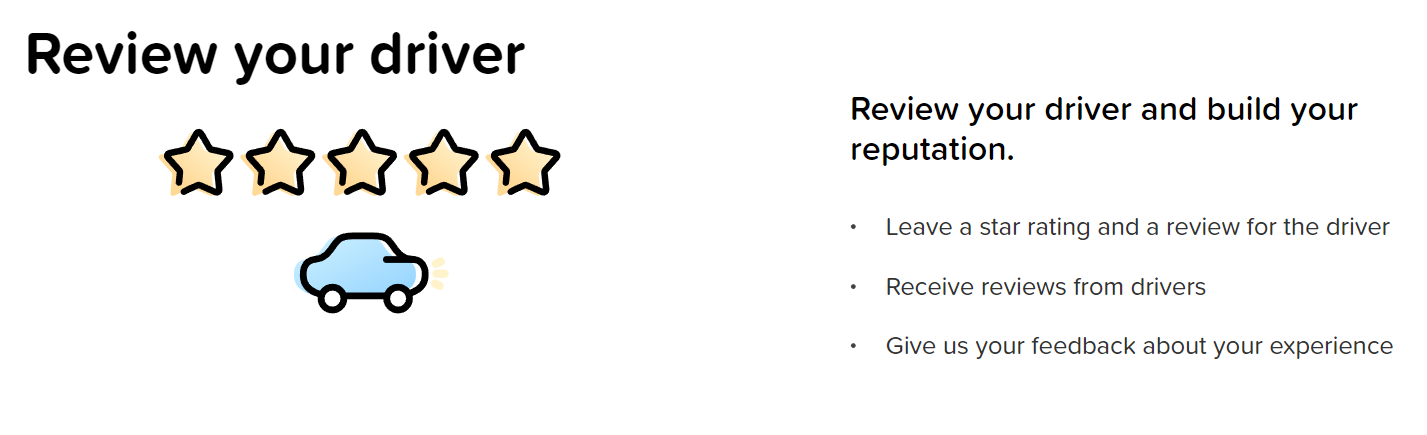 Review your driver
Review your driver and build your
reputation.
• Leave a star rating and a review for the driver
• Receive reviews from drivers
• Give us your feedback about your experience